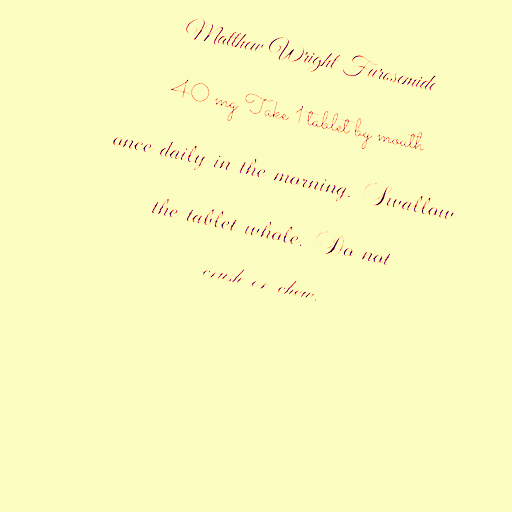 Matthew Wright Furosemide
40 mg Take 1 tablet by mouth
once daily in the morning. Swallow
the tablet whole. Do not
crush or chew.